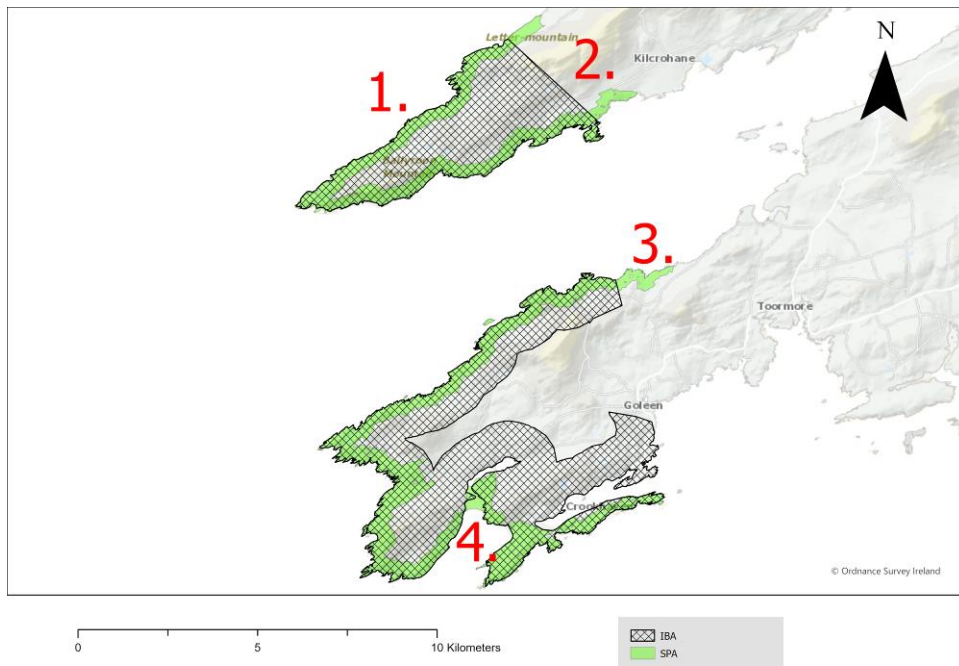 Letter-mountain
N
2.
Kilcrohane
1.
3.
Toormore
Goleen
4.
© Ordnance Survey Ireland
0
5
10 Kilometers
IBA
SPA